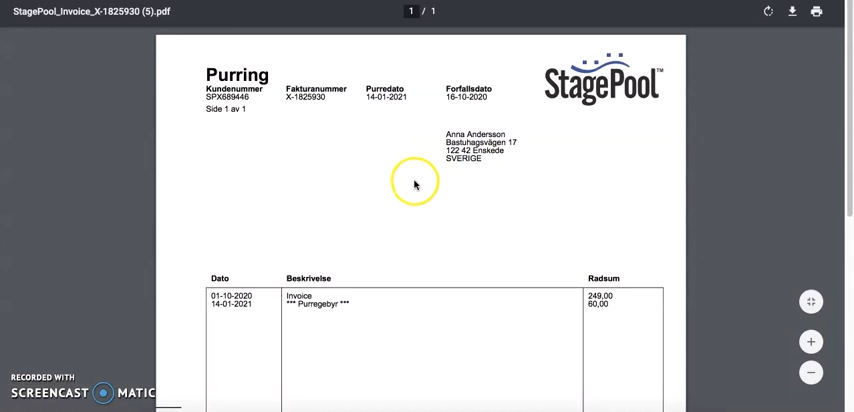 StagePool_Invoice_X-1825930 (5).pdf
1 / 1
Purring
Kundenummer Fakturanummer Purredato Forfallsdato
SPX689446 X-1825930 14-01-2021 16-10-2020
Side 1 av 1
StagePool™
Anna Andersson
Bastuhagsvägen 17
122 42 Enskede
SVERIGE
Dato Beskrivelse Radsum
01-10-2020 Invoice 249,00
14-01-2021 *** Purregebyr *** 60,00
RECORDED WITH
SCREENCAST MATIC